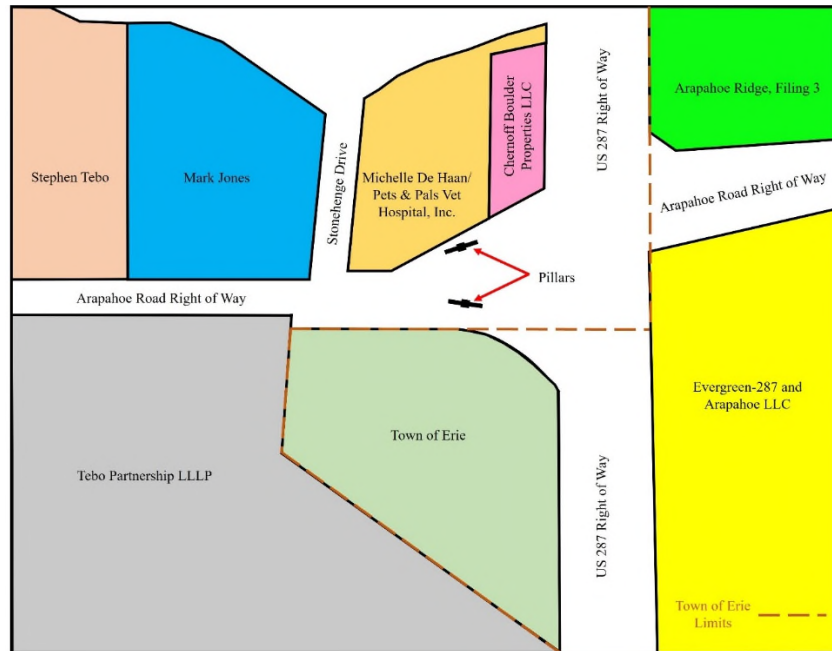 Stephen Tebo
Mark Jones
Stonehenge Drive
Michelle De Haan/
Pets & Pals Vet
Hospital, Inc.
Chernoff Boulder
Properties LLC
US 287 Right of Way
Arapahoe Ridge, Filing 3
Arapahoe Road Right of Way
Pillars
Arapahoe Road Right of Way
Tebo Partnership LLLP
Town of Erie
US 287 Right of Way
Evergreen-287 and
Arapahoe LLC
Town of Erie
Limits